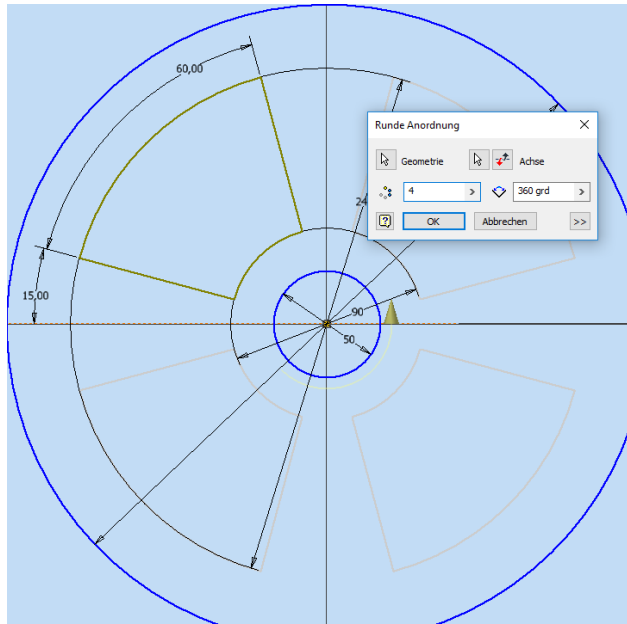 60,00
Runde Anordnung
Geometrie
Achse
4
360 grd
OK
Abbrechen
>>
24
15,00
90
50